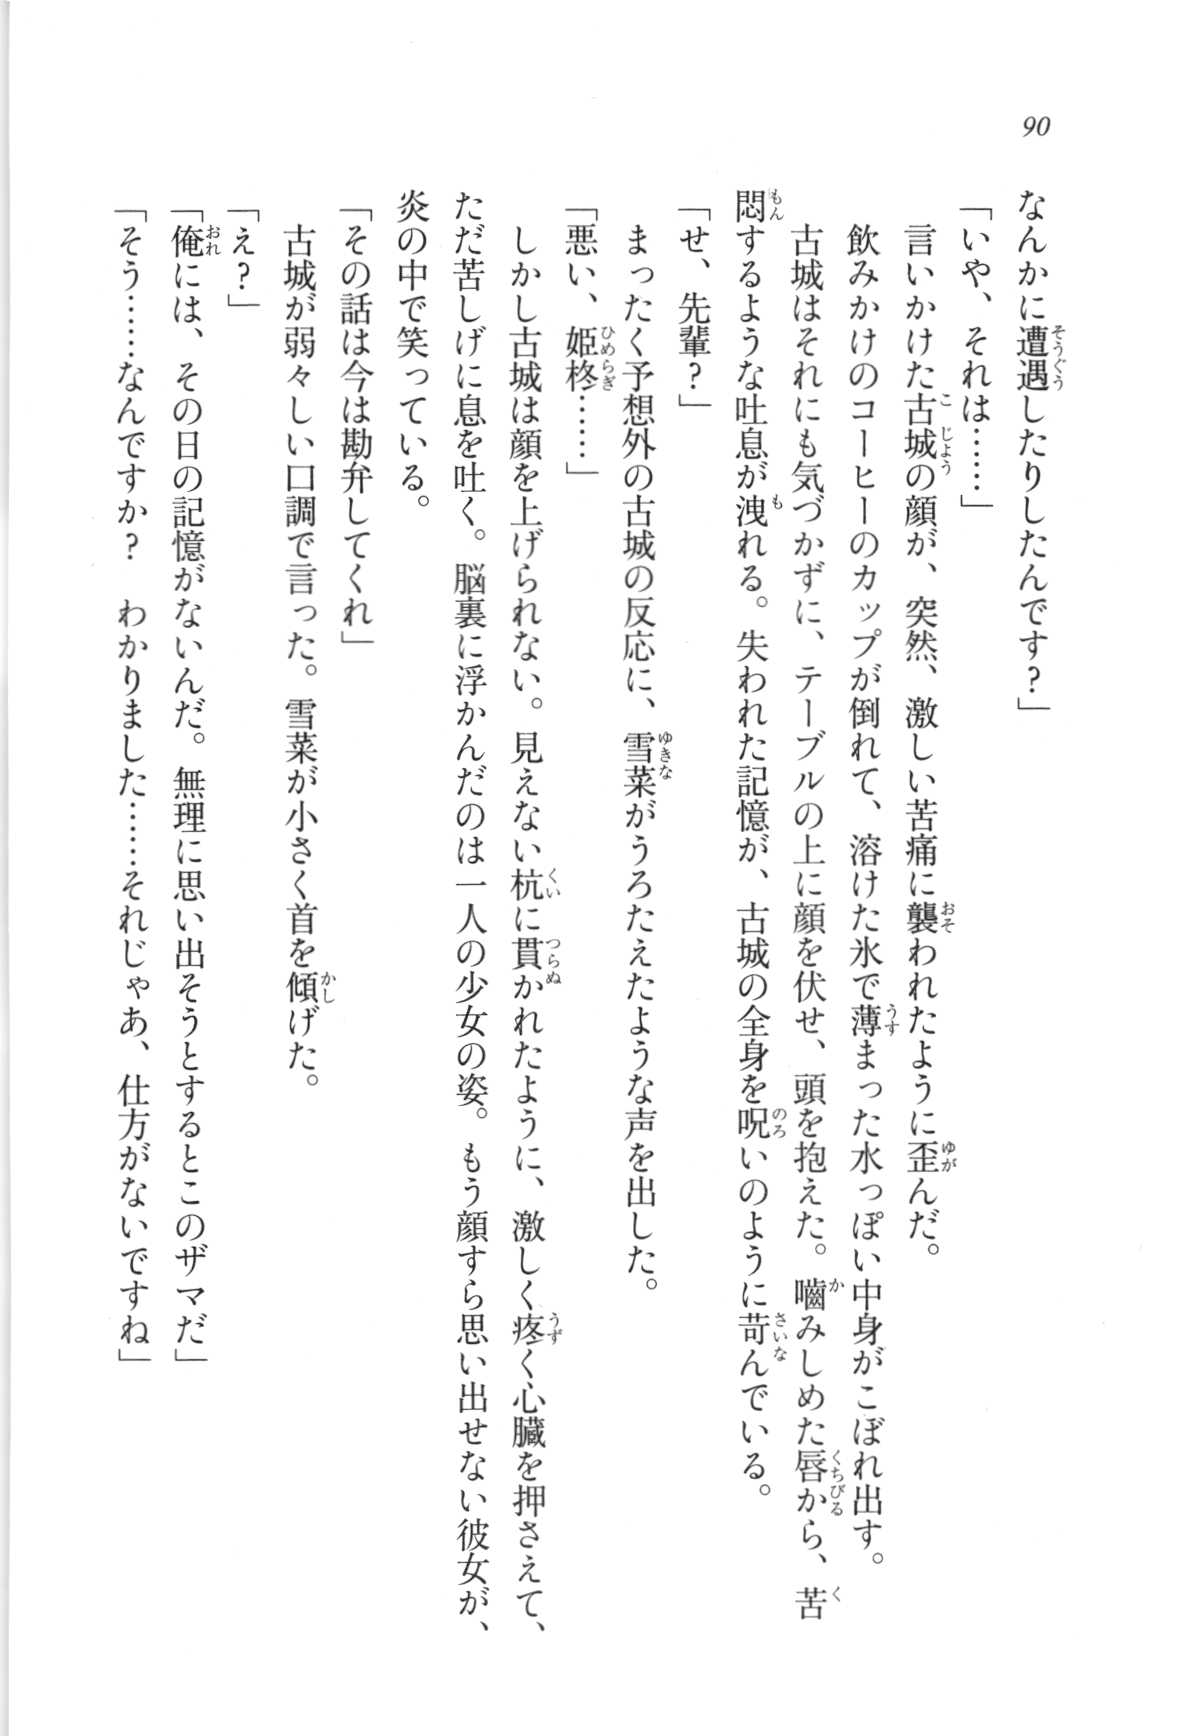 90
なんかに遭遇したりしたんです？」
「いや、それは……」
言いかけた古城の顔が、突然、激しい苦痛に襲われたように歪んだ。
飲みかけのコーヒーのカップが倒れて、溶けた氷で薄まった水っぽい中身がこぼれ出す。
古城はそれにも気づかずに、テーブルの上に顔を伏せ、頭を抱えた。嚙みしめた唇から、苦
悶するような吐息が洩れる。失われた記憶が、古城の全身を呪いのように苛んでいる。
「せ、先輩？」
まったく予想外の古城の反応に、雪菜がうろたえたような声を出した。
「悪い、姫柊……」
しかし古城は顔を上げられない。見えない杭に貫かれたように、激しく疼く心臓を押さえて、
ただ苦しげに息を吐く。脳裏に浮かんだのは一人の少女の姿。もう顔すら思い出せない彼女が、
炎の中で笑っている。
「その話は今は勘弁してくれ」
古城が弱々しい口調で言った。雪菜が小さく首を傾げた。
「え？」
「俺には、その日の記憶がないんだ。無理に思い出そうとするとこのザマだ」
「そう……なんですか？　わかりました……それじゃあ、仕方がないですね」